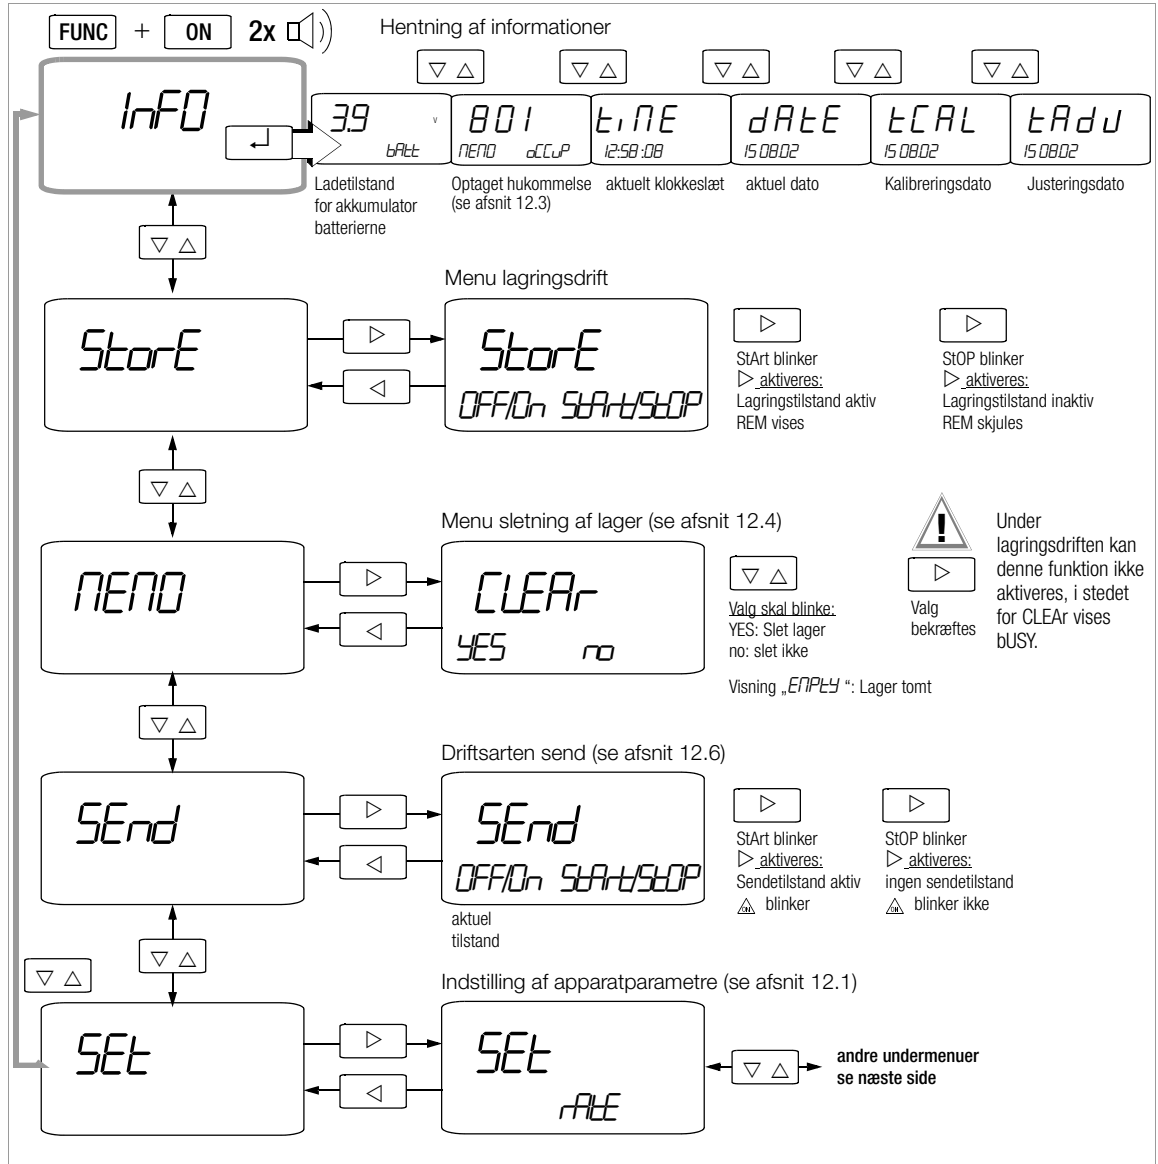 FUNC + ON 2x
Hentning af informationer
InFO
3.9 V
bAtt
801
MEMO oCCuP
tiME
12:58:08
dAtE
15.08.02
tCAL
15.08.02
tAdJ
15.08.02
Ladetilstand
for akkumulator
batterierne
Optaget hukommelse
(se afsnit 12.3)
aktuelt klokkeslæt
aktuel dato
Kalibreringsdato
Justeringsdato
Menu lagringsdrift
StorE
StorE
OFF/On StArt/StOP
StArt blinker
aktiveres:
Lagringstilstand aktiv
REM vises
StOP blinker
aktiveres:
Lagringstilstand inaktiv
REM skjules
Menu sletning af lager (se afsnit 12.4)
MEMO
CLEAr
YES no
Valg skal blinke:
YES: Slet lager
no: slet ikke
Visning „EMPtY “: Lager tomt
Valg
bekræftes
Under
lagringsdriften kan
denne funktion ikke
aktiveres, i stedet
for CLEAr vises
bUSY.
Driftsarten send (se afsnit 12.6)
SEnd
SEnd
OFF/On StArt/StOP
aktuel
tilstand
StArt blinker
aktiveres:
Sendetilstand aktiv
ON blinker
StOP blinker
aktiveres:
ingen sendetilstand
ON blinker ikke
Indstilling af apparatparametre (se afsnit 12.1)
SEt
SEt
rAtE
andre undermenuer
se næste side